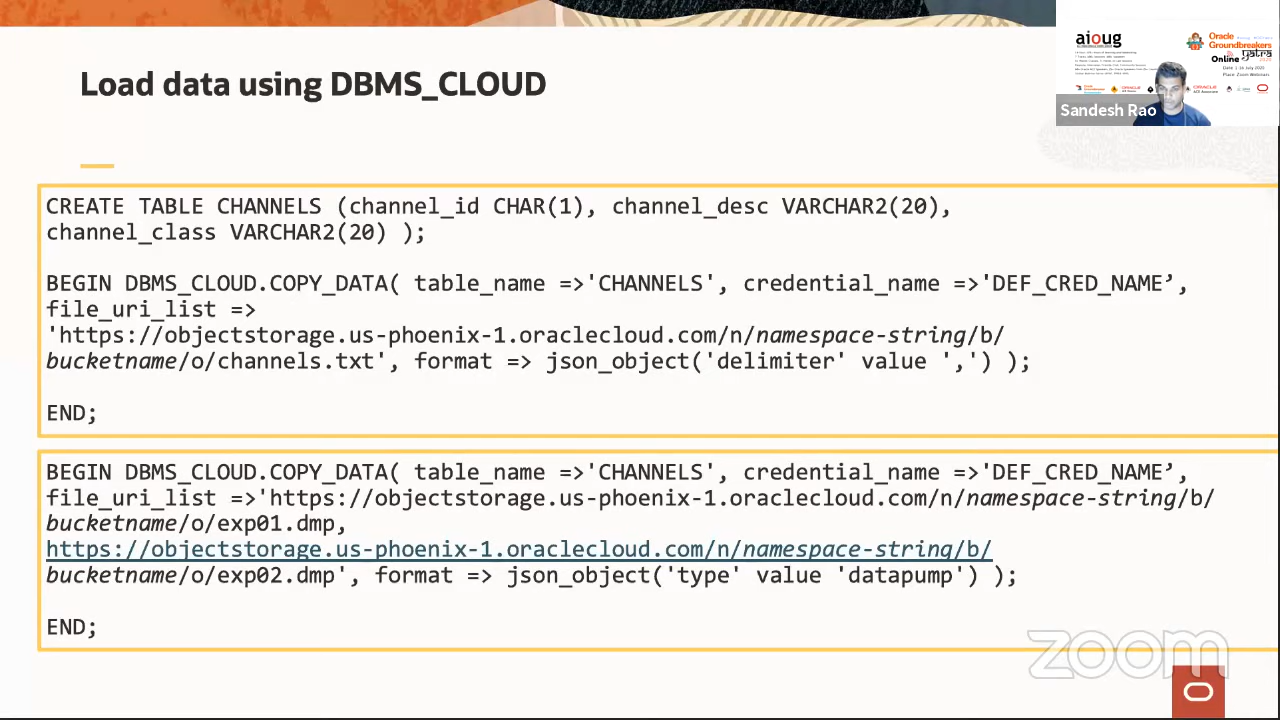 Load data using DBMS_CLOUD
aioug
Oracle
Groundbreakers
yatra
Online
2020
Sandesh Rao
CREATE TABLE CHANNELS (channel_id CHAR(1), channel_desc VARCHAR2(20),
channel_class VARCHAR2(20) );
BEGIN DBMS_CLOUD.COPY_DATA( table_name =>'CHANNELS', credential_name =>'DEF_CRED_NAME’,
file_uri_list =>
'https://objectstorage.us-phoenix-1.oraclecloud.com/n/namespace-string/b/
bucketname/o/channels.txt', format => json_object('delimiter' value ',') );
END;
BEGIN DBMS_CLOUD.COPY_DATA( table_name =>'CHANNELS', credential_name =>'DEF_CRED_NAME’,
file_uri_list =>'https://objectstorage.us-phoenix-1.oraclecloud.com/n/namespace-string/b/
bucketname/o/exp01.dmp,
https://objectstorage.us-phoenix-1.oraclecloud.com/n/namespace-string/b/
bucketname/o/exp02.dmp', format => json_object('type' value 'datapump') );
END;
zoom